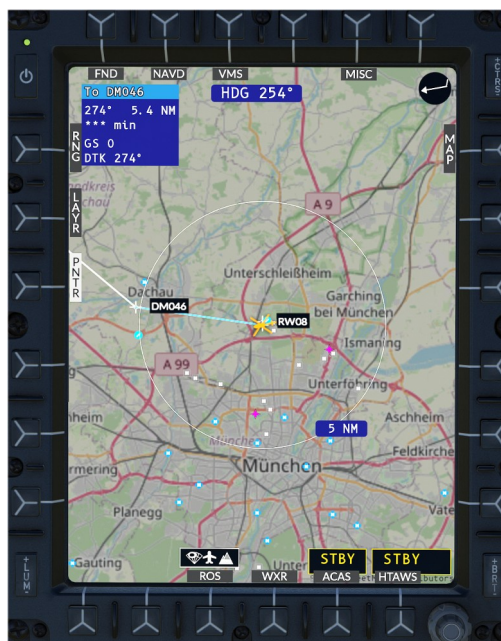 FND NAVD VMS MISC
To DM046
274° 5.4 NM
*** min
GS 0
DTK 274°
HDG 254°
CTRS
RNG
MAP
LAYR
PNTR
A 9
Unterschleißheim
Dachau
DM046
RW08
Garching
bei München
Ismaning
A 99
Unterföhring
Aschheim
5 NM
Feldkirche
München
Planegg
Gauting
STBY STBY
+LUM-
+BRT-
ROS WXR ACAS HTAWS